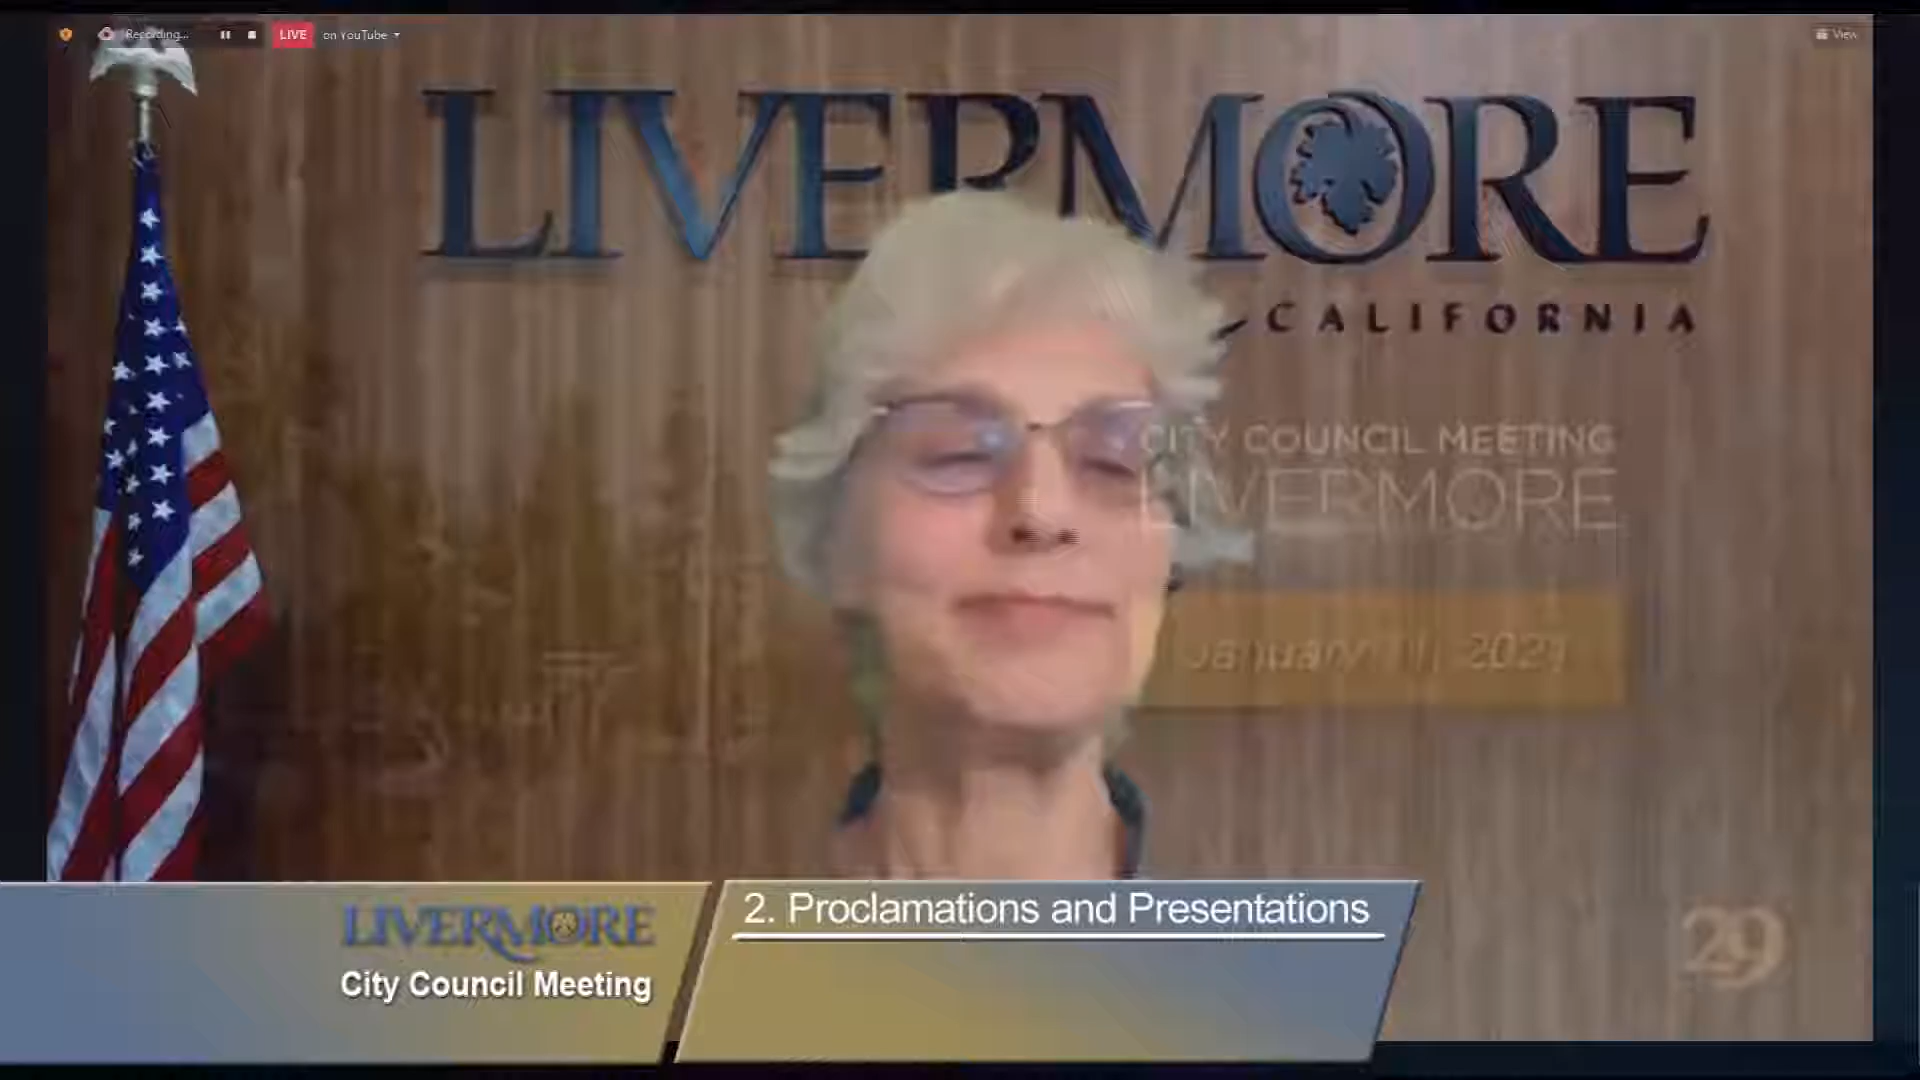 Recording...
LIVE on YouTube
View
LIVERMORE
CALIFORNIA
CITY COUNCIL MEETING
LIVERMORE
January 11, 2021
2. Proclamations and Presentations
LIVERMORE
City Council Meeting
29